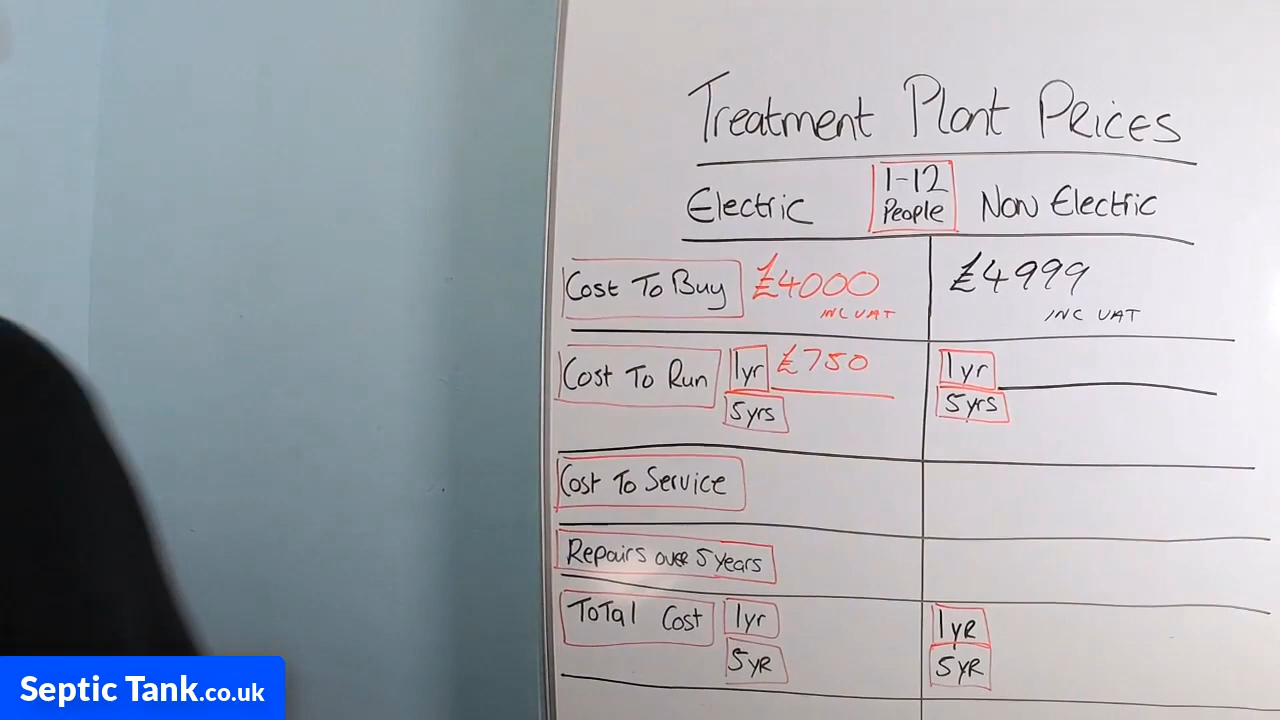 Treatment Plant Prices
Electric 1-12 People Non Electric
Cost To Buy £4000 INC VAT £4999 INC VAT
Cost To Run 1yr £750 1yr
5yrs 5yrs
Cost To Service
Repairs over 5 years
Total Cost 1yr 1yR
5yR 5yR
Septic Tank.co.uk